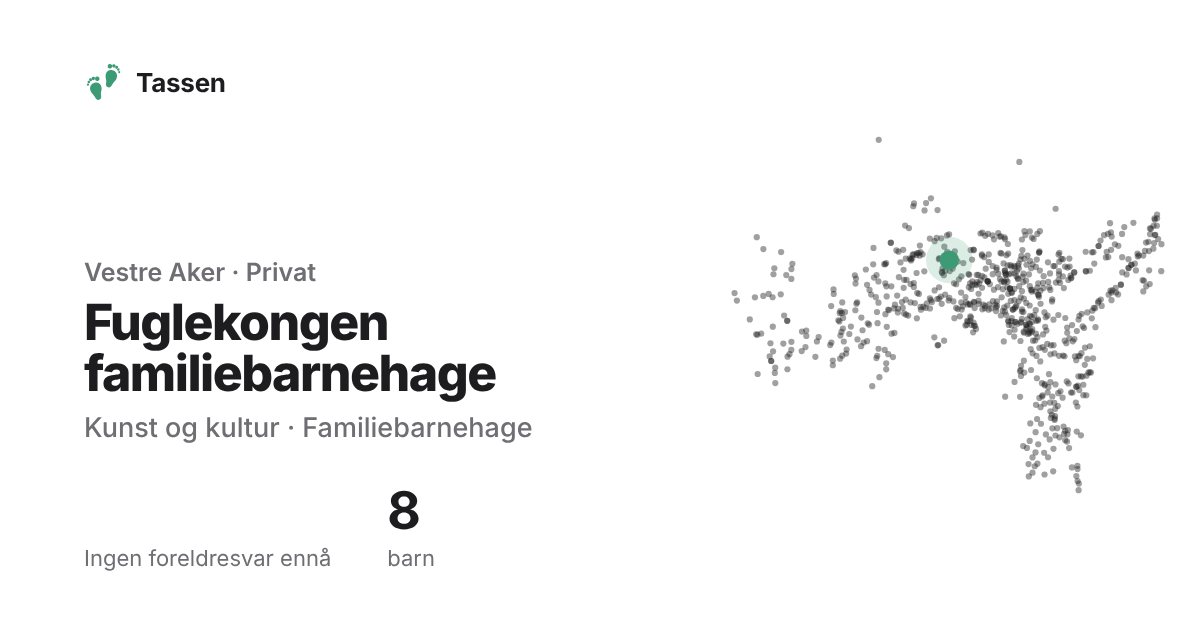 Tassen
Vestre Aker · Privat
Fuglekongen
familiebarnehage
Kunst og kultur · Familiebarnehage
8
Ingen foreldresvar ennå
barn